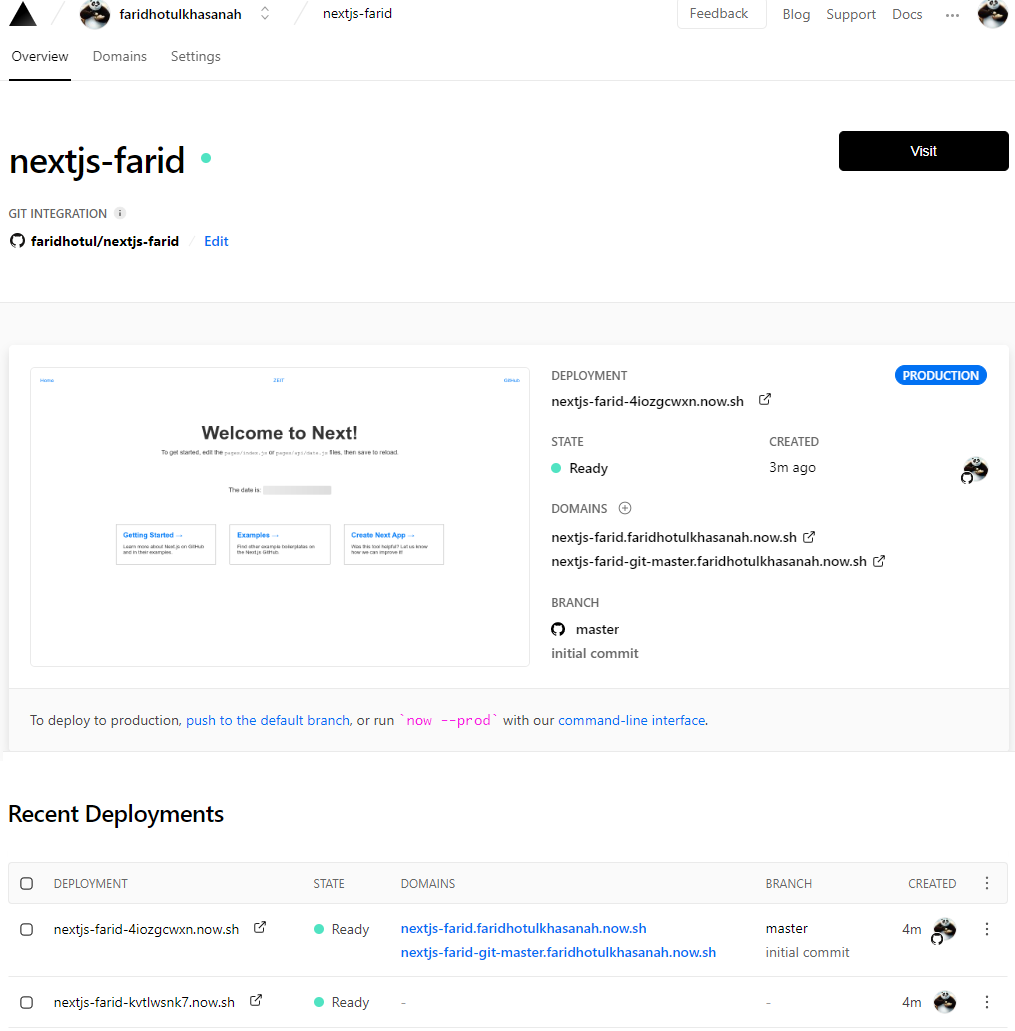 faridhotulkhasanah nextjs-farid Feedback Blog Support Docs ...
Overview Domains Settings
nextjs-farid
Visit
GIT INTEGRATION i
faridhotul/nextjs-farid Edit
Home ZEIT GitHub
Welcome to Next!
To get started, edit the pages/index.js or pages/api/date.js files, then save to reload.
The date is:
Getting Started →
Learn more about Next.js on GitHub
and in their examples.
Examples →
Find other example boilerplates on
the Next.js GitHub.
Create Next App →
Was this tool helpful? Let us know
how we can improve it!
DEPLOYMENT PRODUCTION
nextjs-farid-4iozgcwxn.now.sh
STATE CREATED
Ready 3m ago
DOMAINS
nextjs-farid.faridhotulkhasanah.now.sh
nextjs-farid-git-master.faridhotulkhasanah.now.sh
BRANCH
master
initial commit
To deploy to production, push to the default branch, or run `now --prod` with our command-line interface.
Recent Deployments
DEPLOYMENT STATE DOMAINS BRANCH CREATED
nextjs-farid-4iozgcwxn.now.sh Ready nextjs-farid.faridhotulkhasanah.now.sh master 4m
nextjs-farid-git-master.faridhotulkhasanah.now.sh initial commit
nextjs-farid-kvtlwsnk7.now.sh Ready - - 4m